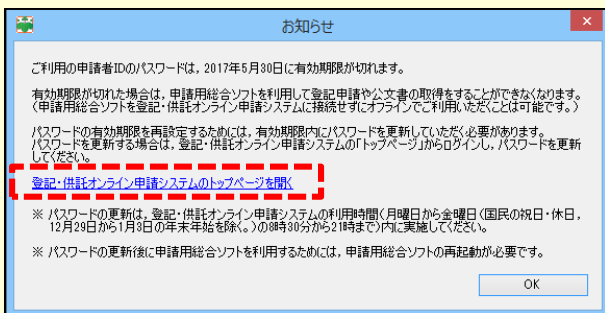 お知らせ
ご利用の申請者IDのパスワードは，2017年5月30日に有効期限が切れます。
有効期限が切れた場合は，申請用総合ソフトを利用して登記申請や公文書の取得をすることができなくなります。
（申請用総合ソフトを登記・供託オンライン申請システムに接続せずにオフラインでご利用いただくことは可能です。）
パスワードの有効期限を再設定するためには，有効期限内にパスワードを更新していただく必要があります。
パスワードを更新する場合は，登記・供託オンライン申請システムの「トップページ」からログインし，パスワードを更新
してください。
登記・供託オンライン申請システムのトップページを開く
※ パスワードの更新は，登記・供託オンライン申請システムの利用時間（月曜日から金曜日（国民の祝日・休日，
12月29日から1月3日の年末年始を除く。）の8時30分から21時まで）内に実施してください。
※ パスワードの更新後に申請用総合ソフトを利用するためには，申請用総合ソフトの再起動が必要です。
OK